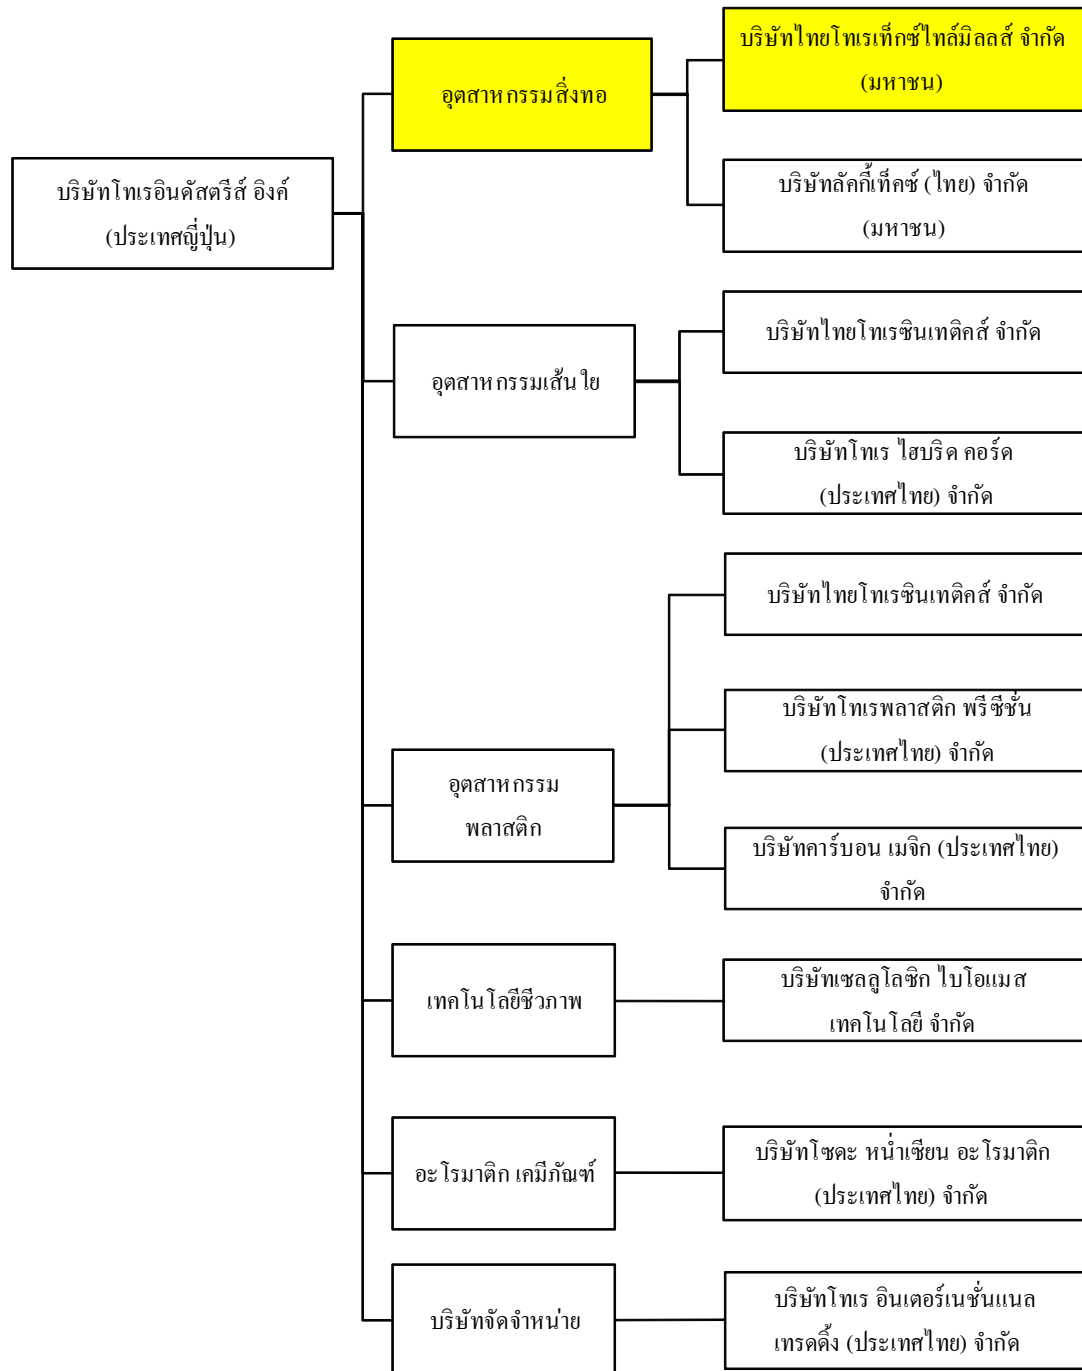 บริษัทโทเรอินดัสตรีส์ อิงค์
(ประเทศญี่ปุ่น)
อุตสาหกรรมสิ่งทอ
บริษัทไทยโทเรเท็กซ์ไทล์มิลลส์ จำกัด
(มหาชน)
บริษัทลัคกี้เท็คซ์ (ไทย) จำกัด
(มหาชน)
อุตสาหกรรมเส้นใย
บริษัทไทยโทเรซินเทติคส์ จำกัด
บริษัทโทเร ไฮบริด คอร์ด
(ประเทศไทย) จำกัด
อุตสาหกรรม
พลาสติก
บริษัทไทยโทเรซินเทติคส์ จำกัด
บริษัทโทเรพลาสติก พรีซีชั่น
(ประเทศไทย) จำกัด
บริษัทคาร์บอน เมจิก (ประเทศไทย)
จำกัด
เทคโนโลยีชีวภาพ
บริษัทเซลลูโลซิก ไบโอแมส
เทคโนโลยี จำกัด
อะโรมาติก เคมีภัณฑ์
บริษัทโซดะ หน่ำเซียน อะโรมาติก
(ประเทศไทย) จำกัด
บริษัทจัดจำหน่าย
บริษัทโทเร อินเตอร์เนชั่นแนล
เทรดดิ้ง (ประเทศไทย) จำกัด